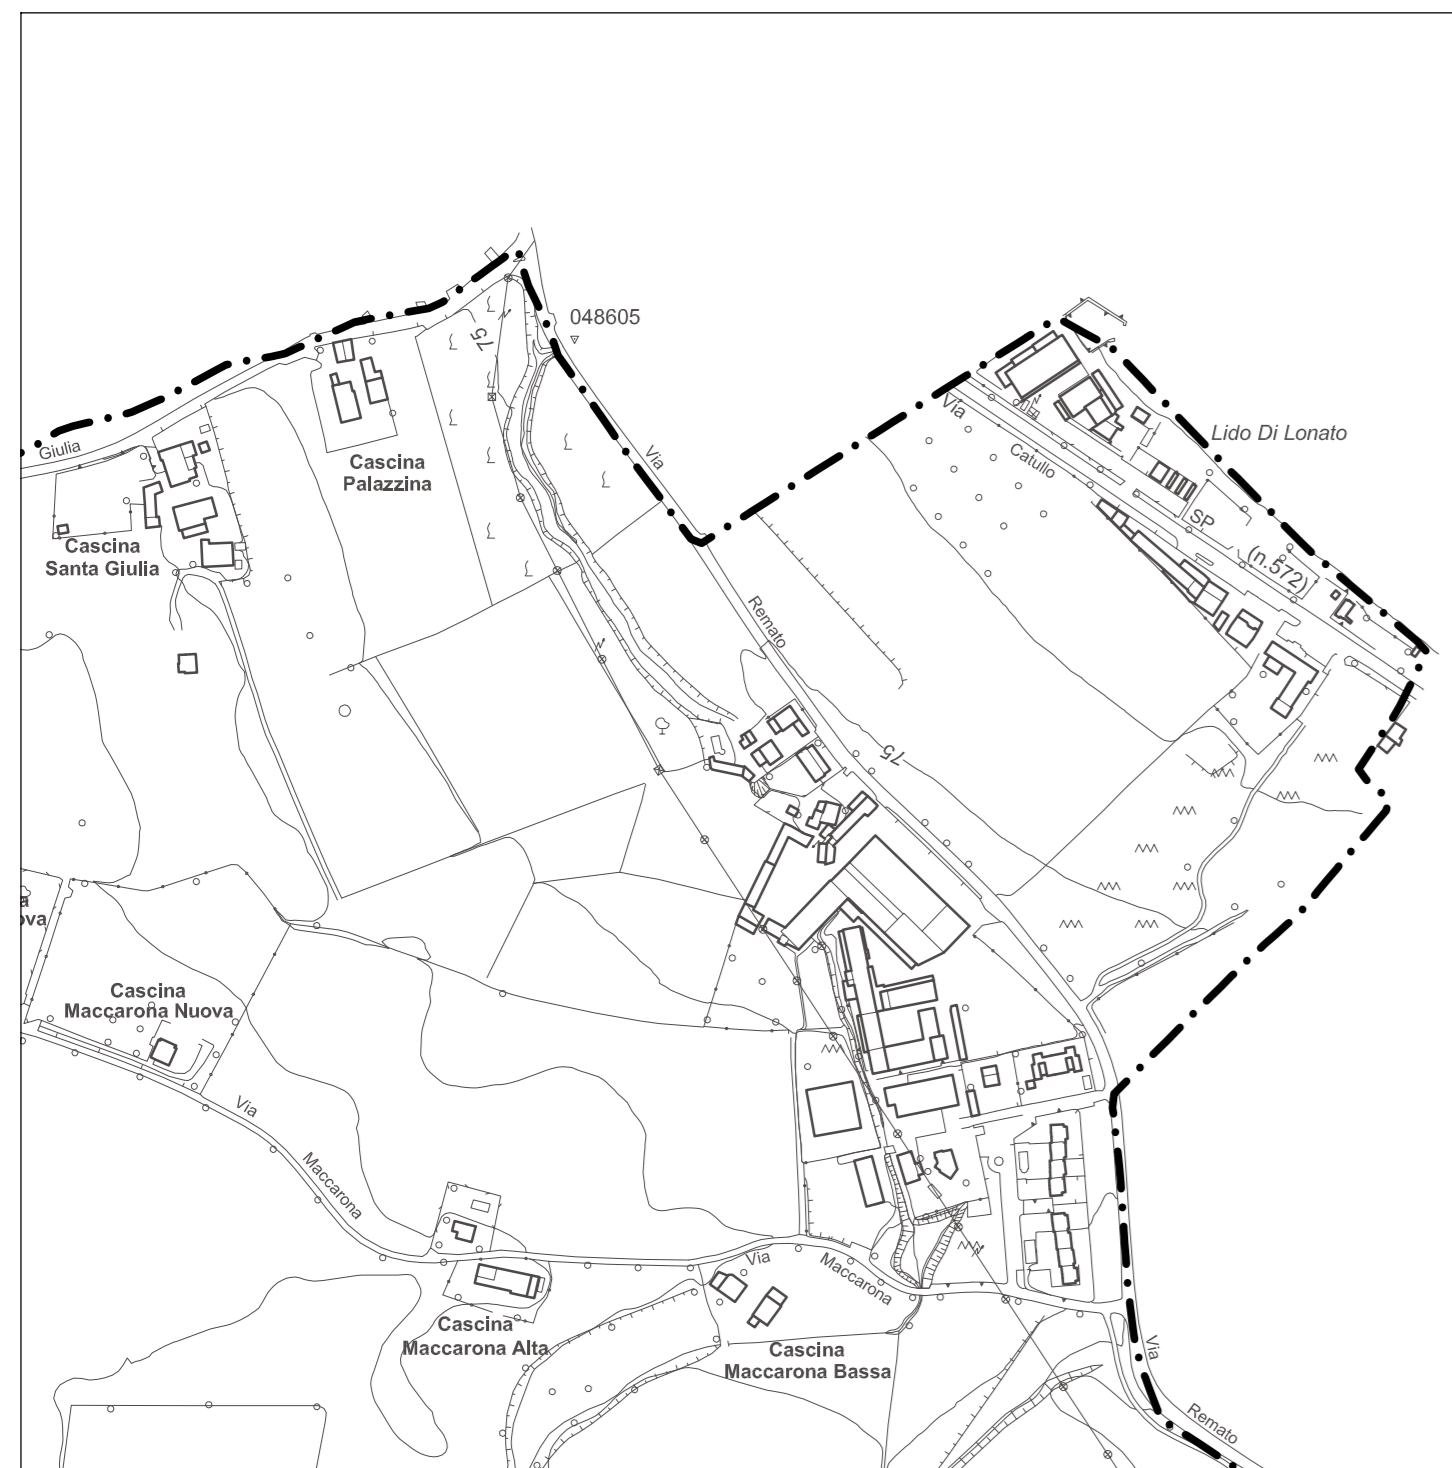 048605
75
Giulia
Via
Cascina
Palazzina
Via
Catullo
Lido Di Lonato
SP
(n.572)
Cascina
Santa Giulia
Remato
75
a
ova
Cascina
Maccarona Nuova
Via
Maccarona
Via
Maccarona
Cascina
Maccarona Alta
Cascina
Maccarona Bassa
Via
Remato